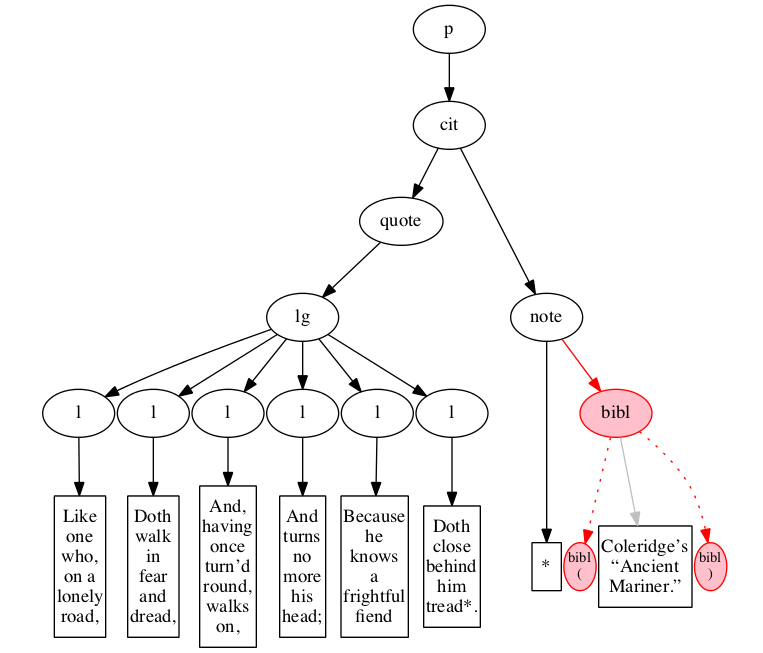 p
cit
quote
lg
note
l
l
l
l
l
l
bibl
Like
one
who,
on a
lonely
road,
Doth
walk
in
fear
and
dread,
And,
having
once
turn’d
round,
walks
on,
And
turns
no
more
his
head;
Because
he
knows
a
frightful
fiend
Doth
close
behind
him
tread*.
*
bibl
(
Coleridge’s
“Ancient
Mariner.”
bibl
)